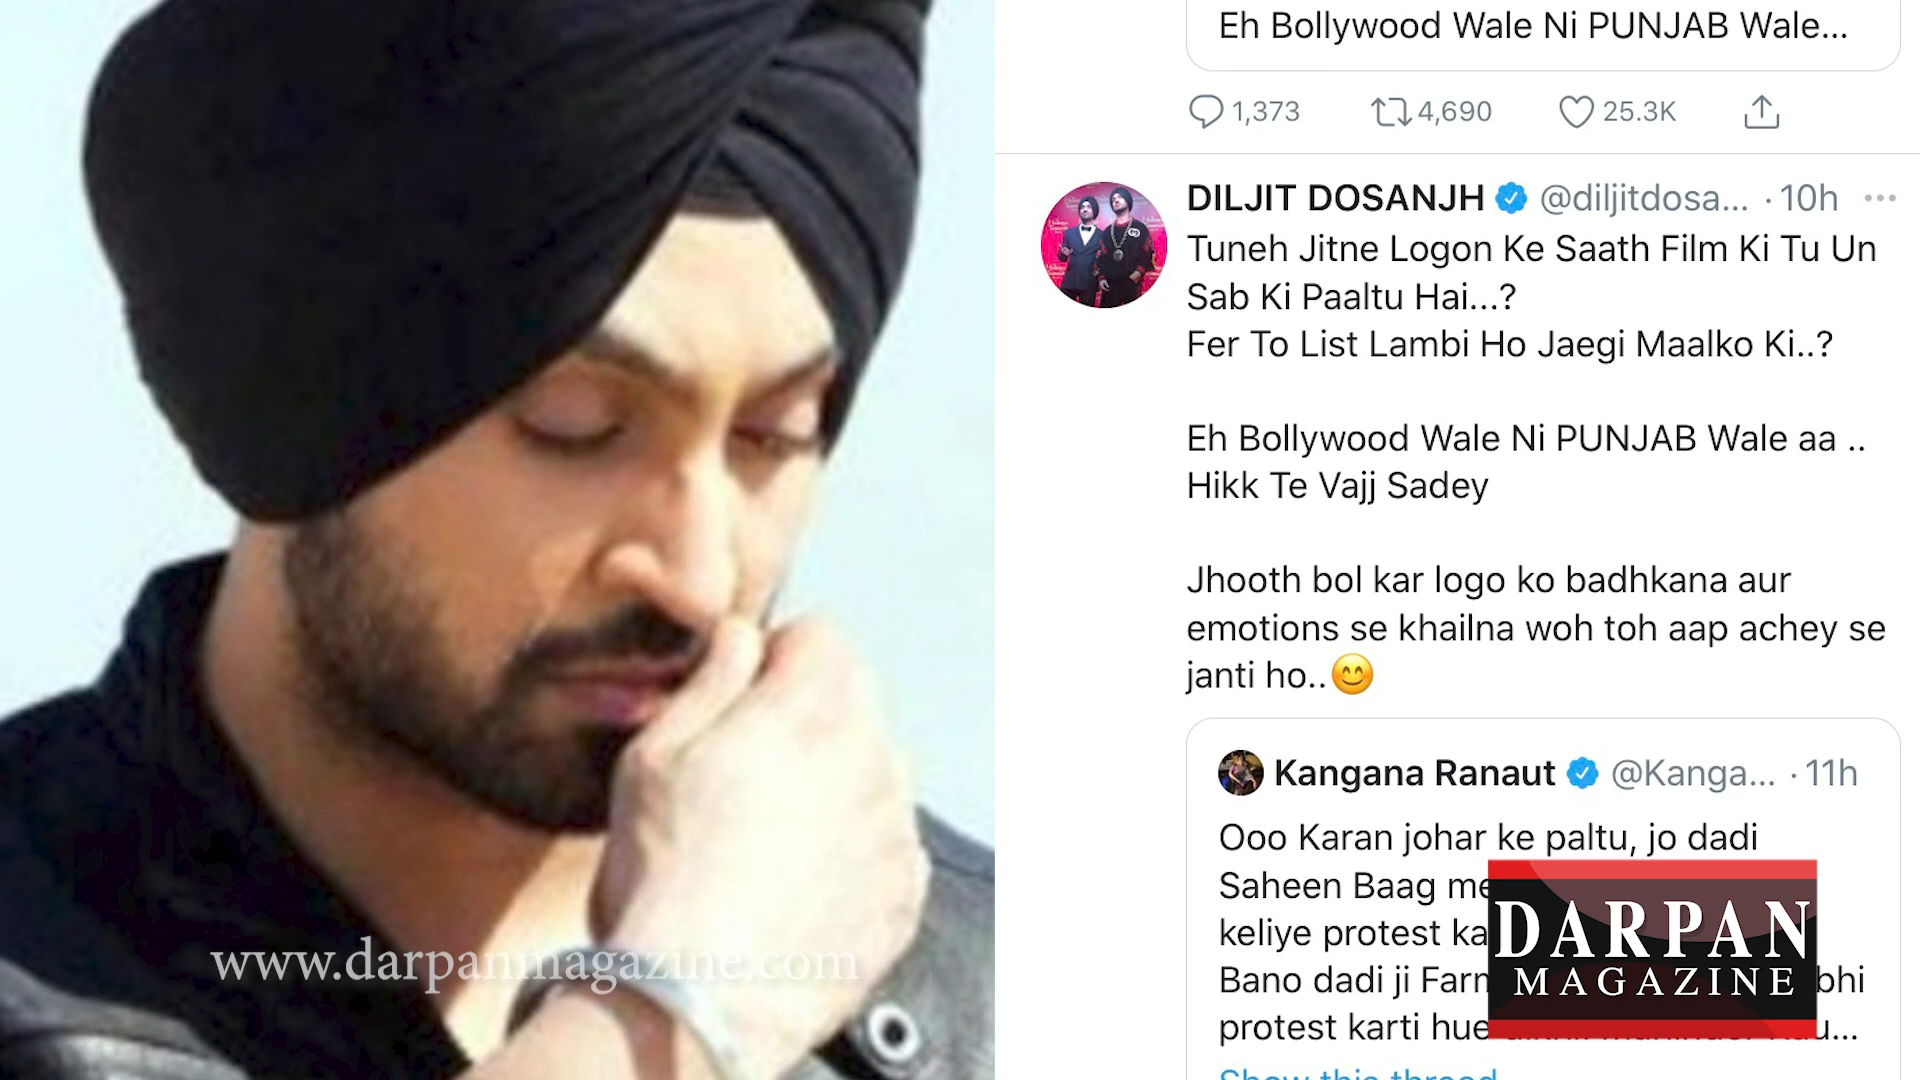 Eh Bollywood Wale Ni PUNJAB Wale...
1,373 4,690 25.3K
DILJIT DOSANJH @diljitdosa... · 10h
Tuneh Jitne Logon Ke Saath Film Ki Tu Un
Sab Ki Paaltu Hai...?
Fer To List Lambi Ho Jaegi Maalko Ki..?
Eh Bollywood Wale Ni PUNJAB Wale aa ..
Hikk Te Vajj Sadey
Jhooth bol kar logo ko badhkana aur
emotions se khailna woh toh aap achey se
janti ho..😊
Kangana Ranaut @Kanga... · 11h
Ooo Karan johar ke paltu, jo dadi
Saheen Baag
keliye protest
Bano dadi ji bhi
protest karti hue
Show this thread
DARPAN
MAGAZINE
www.darpanmagazine.com